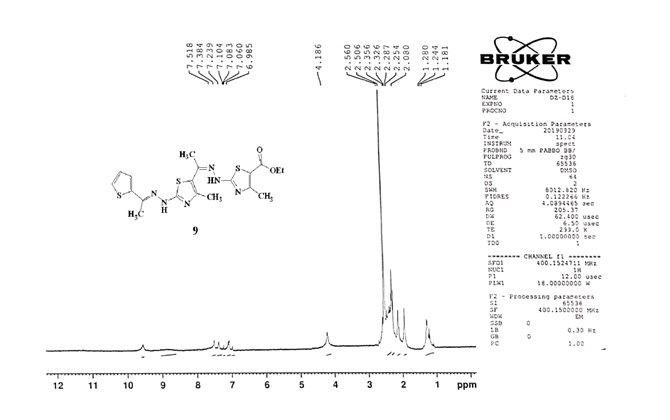 7.518 7.384 7.239 7.104 7.083 7.060 6.985 4.186 2.560 2.506 2.356 2.326 2.287 2.254 2.080 1.280 1.244 1.181
BRUKER
Current Data Parameters
NAME DZ-D18
EXPNO 1
PROCNO 1
F2 - Acquisition Parameters
Date_ 20190329
Time 11.04
INSTRUM spect
PROBHD 5 mm PABBO BB/
PULPROG zg30
TD 65536
SOLVENT DMSO
NS 64
DS 2
SWH 8012.820 Hz
FIDRES 0.122266 Hz
AQ 4.0894465 sec
RG 205.37
DW 62.400 usec
DE 6.50 usec
TE 293.0 K
D1 1.00000000 sec
TD0 1
======== CHANNEL f1 ========
SFO1 400.1524711 MHz
NUC1 1H
P1 12.00 usec
PLW1 18.00000000 W
F2 - Processing parameters
SI 65536
SF 400.1500000 MHz
WDW EM
SSB 0
LB 0.30 Hz
GB 0
PC 1.00
H₃C
S
O
OEt
N
HN
N
CH₃
S
N
N
H
CH₃
N
S
CH₃
9
12 11 10 9 8 7 6 5 4 3 2 1 ppm